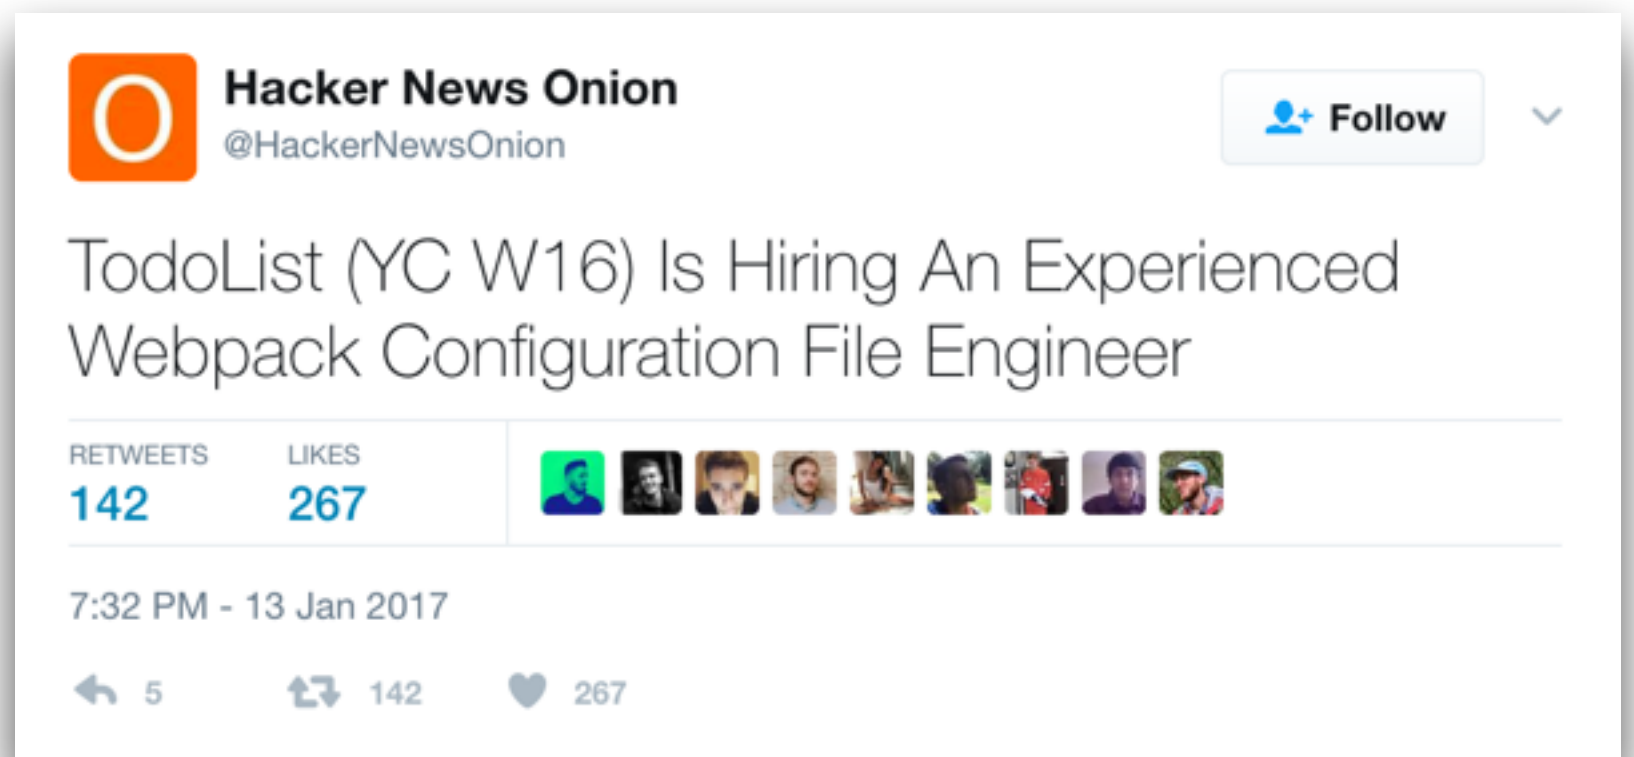 O
Hacker News Onion
@HackerNewsOnion
Follow
TodoList (YC W16) Is Hiring An Experienced
Webpack Configuration File Engineer
RETWEETS LIKES
142 267
7:32 PM - 13 Jan 2017
5 142 267